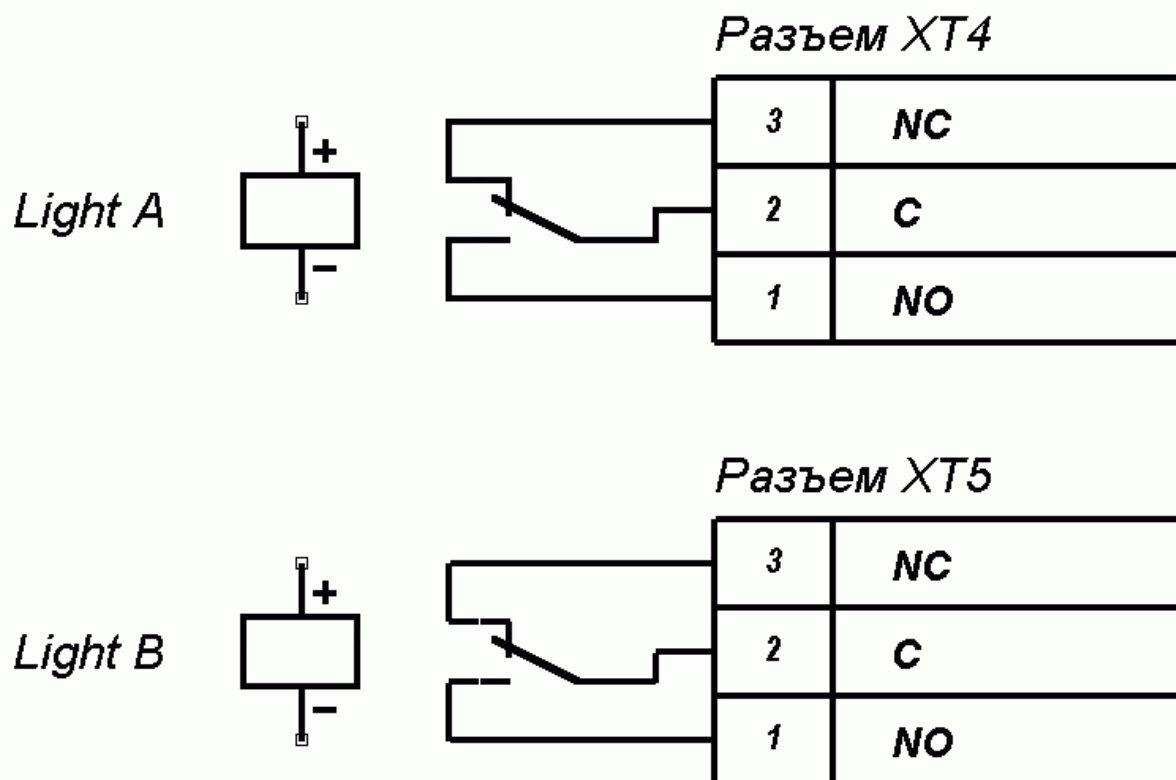 Разъем XT4
3 NC
+
Light A
2 C
–
1 NO
Разъем XT5
3 NC
+
Light B
2 C
–
1 NO